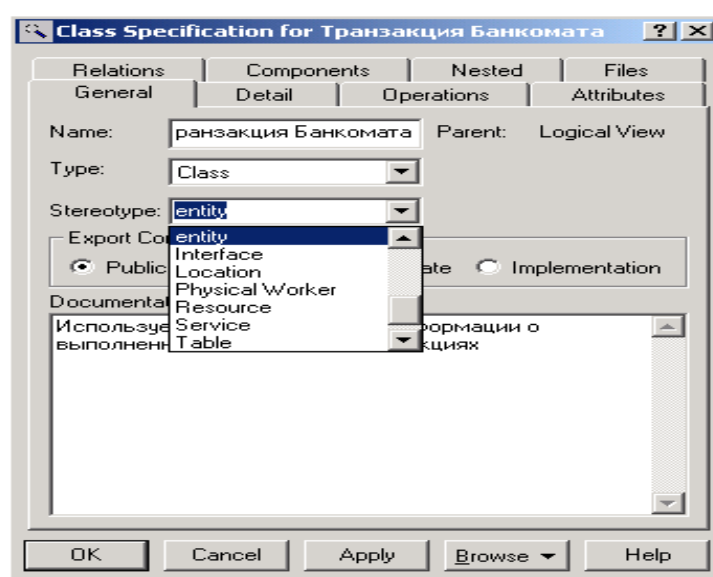 Class Specification for Транзакция Банкомата
Relations Components Nested Files
General Detail Operations Attributes
Name: ранзакция Банкомата Parent: Logical View
Type: Class
Stereotype: entity
Export Co
entity
Interface
Location
Physical Worker
Resource
Service
Table
Public ate Implementation
Documentat
Используе ормации о
выполненн кциях
OK Cancel Apply Browse Help